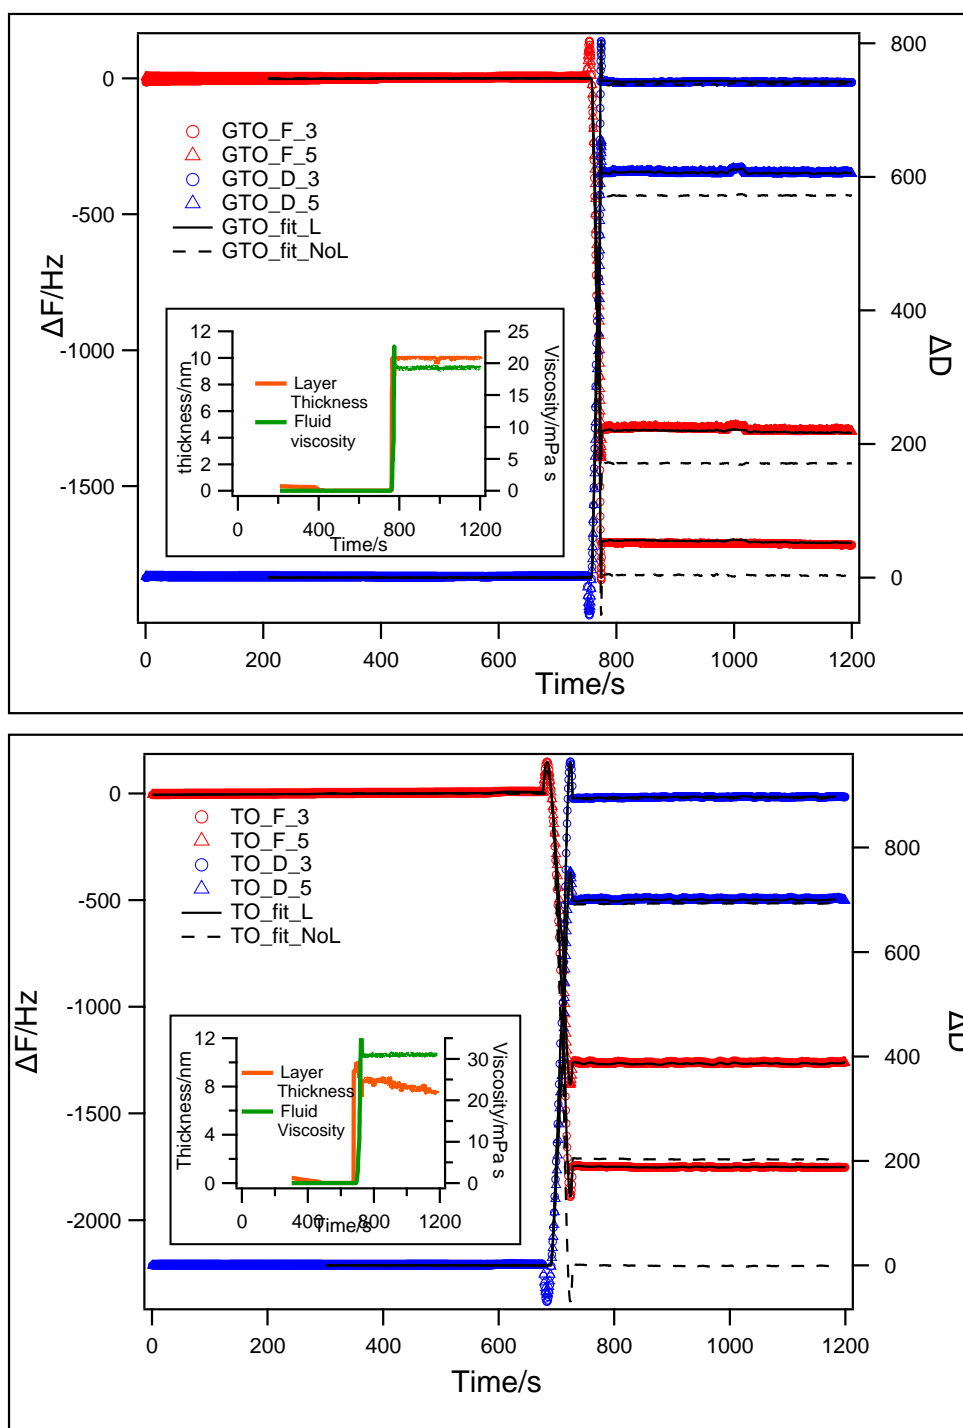 800
0
GTO_F_3
GTO_F_5
GTO_D_3
GTO_D_5
GTO_fit_L
GTO_fit_NoL
600
-500
400
-1000
200
-1500
0
ΔF/Hz
ΔD
12
10
8
6
4
2
0
thickness/nm
Layer
Thickness
Fluid
viscosity
25
20
15
10
5
0
Viscosity/mPa s
0 400 800 1200
Time/s
0 200 400 600 800 1000 1200
Time/s
0
TO_F_3
TO_F_5
TO_D_3
TO_D_5
TO_fit_L
TO_fit_NoL
800
-500
600
-1000
400
-1500
200
-2000
0
ΔF/Hz
ΔD
12
8
4
0
Thickness/nm
Layer
Thickness
Fluid
Viscosity
30
20
10
0
Viscosity/mPa s
0 400 800 1200
Time/s
0 200 400 600 800 1000 1200
Time/s